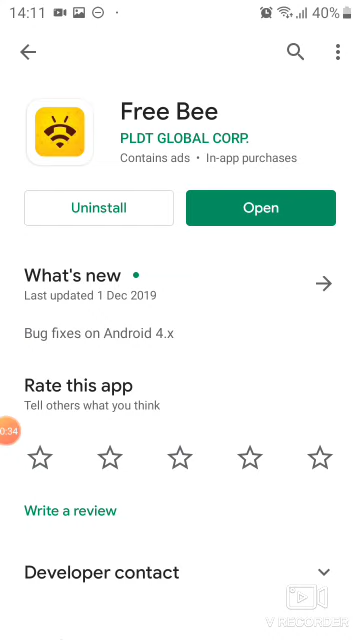 14:11
40%
Free Bee
PLDT GLOBAL CORP.
Contains ads • In-app purchases
Uninstall
Open
What's new
Last updated 1 Dec 2019
Bug fixes on Android 4.x
Rate this app
Tell others what you think
0:34
Write a review
Developer contact
V RECORDER